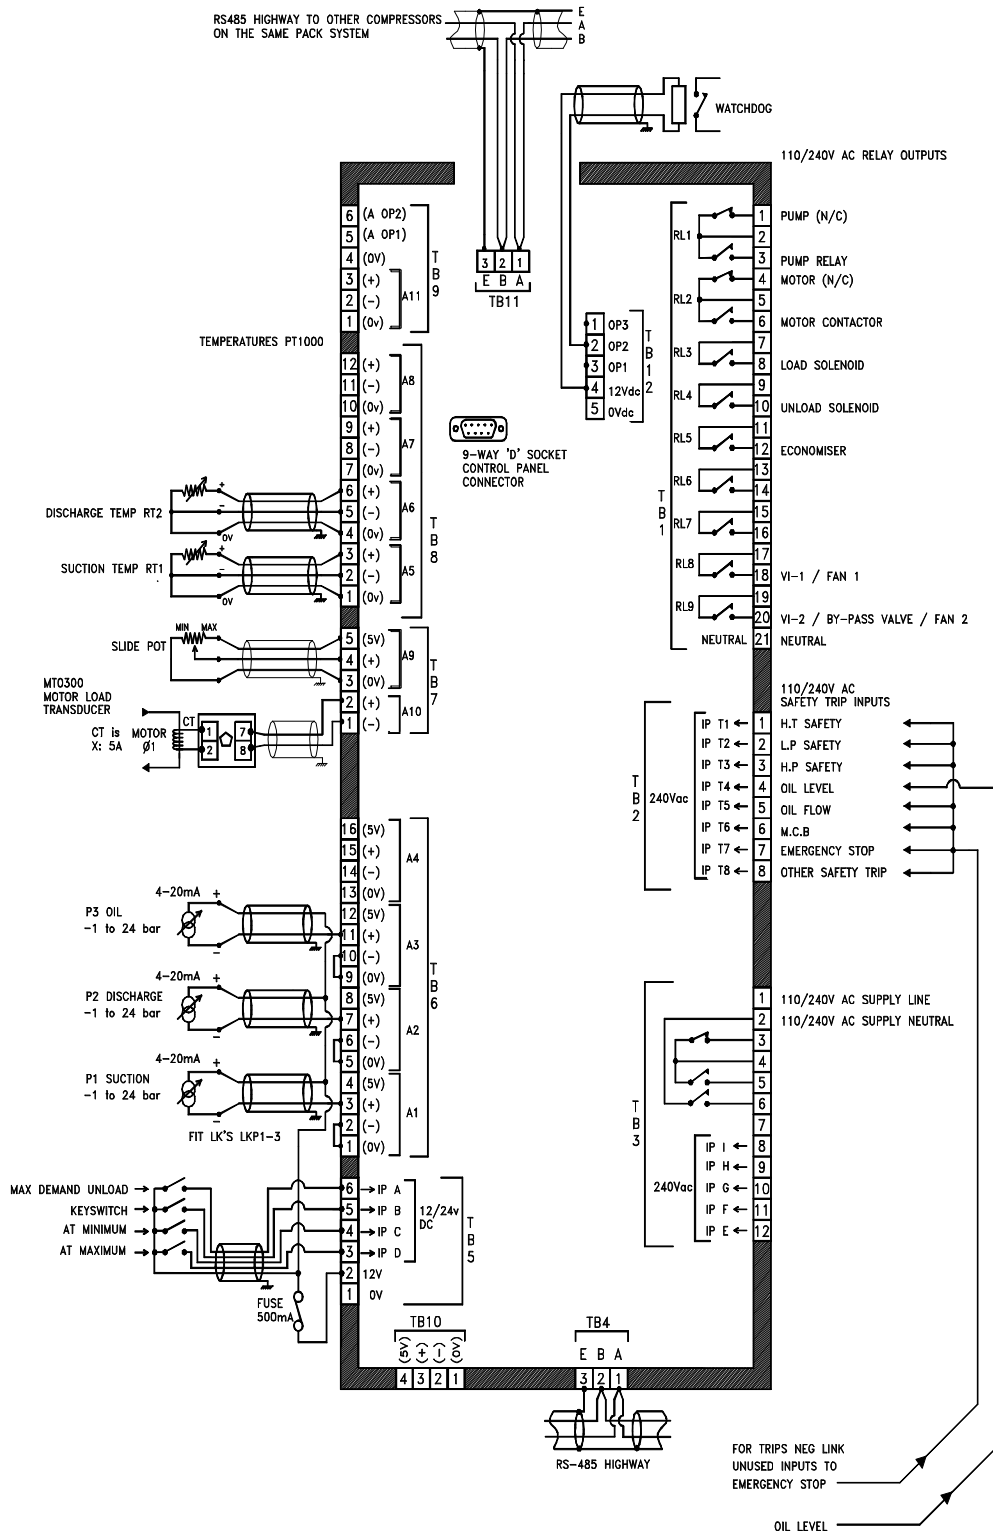 RS485 HIGHWAY TO OTHER COMPRESSORS
ON THE SAME PACK SYSTEM
E
A
B
WATCHDOG
110/240V AC RELAY OUTPUTS
6 (A OP2)
5 (A OP1)
4 (0V)
3 (+)
2 (-)
1 (0v)
A11
TB9
3 2 1
E B A
TB11
1 OP3
2 OP2
3 OP1
4 12Vdc
5 0Vdc
TB12
RL1
1 PUMP (N/C)
2
3 PUMP RELAY
RL2
4 MOTOR (N/C)
5
6 MOTOR CONTACTOR
RL3
7
8 LOAD SOLENOID
RL4
9
10 UNLOAD SOLENOID
RL5
11
12 ECONOMISER
RL6
13
14
RL7
15
16
RL8
17
18 VI-1 / FAN 1
RL9
19
20 VI-2 / BY-PASS VALVE / FAN 2
NEUTRAL 21 NEUTRAL
TB1
TEMPERATURES PT1000
12 (+)
11 (-)
10 (0v)
A8
9 (+)
8 (-)
7 (0v)
A7
6 (+)
5 (-)
4 (0v)
A6
3 (+)
2 (-)
1 (0v)
A5
TB8
9-WAY 'D' SOCKET
CONTROL PANEL
CONNECTOR
DISCHARGE TEMP RT2
+
-
0V
SUCTION TEMP RT1
+
-
0V
MIN MAX
SLIDE POT
5 (5V)
4 (+)
3 (0V)
A9
2 (+)
1 (-)
A10
TB7
MT0300
MOTOR LOAD
TRANSDUCER
CT is
X: 5A
MOTOR
Ø1
CT
1 7
2 8
110/240V AC
SAFETY TRIP INPUTS
IP T1 1 H.T SAFETY
IP T2 2 L.P SAFETY
IP T3 3 H.P SAFETY
IP T4 4 OIL LEVEL
IP T5 5 OIL FLOW
IP T6 6 M.C.B
IP T7 7 EMERGENCY STOP
IP T8 8 OTHER SAFETY TRIP
240Vac
TB2
16 (5V)
15 (+)
14 (-)
13 (0V)
A4
12 (5V)
11 (+)
10 (-)
9 (0V)
A3
8 (5V)
7 (+)
6 (-)
5 (0V)
A2
4 (5V)
3 (+)
2 (-)
1 (0V)
A1
TB6
4-20mA +
P3 OIL
-1 to 24 bar
-
4-20mA +
P2 DISCHARGE
-1 to 24 bar
-
4-20mA +
P1 SUCTION
-1 to 24 bar
-
FIT LK'S LKP1-3
1 110/240V AC SUPPLY LINE
2 110/240V AC SUPPLY NEUTRAL
3
4
5
6
7
IP I 8
IP H 9
IP G 10
IP F 11
IP E 12
240Vac
TB3
MAX DEMAND UNLOAD
KEYSWITCH
AT MINIMUM
AT MAXIMUM
6 IP A
5 IP B
4 IP C
3 IP D
2 12V
1 0V
12/24v
DC
TB5
FUSE
500mA
TB10
(5V) (+) (-) (0V)
4 3 2 1
TB4
E B A
3 2 1
RS-485 HIGHWAY
FOR TRIPS NEG LINK
UNUSED INPUTS TO
EMERGENCY STOP
OIL LEVEL